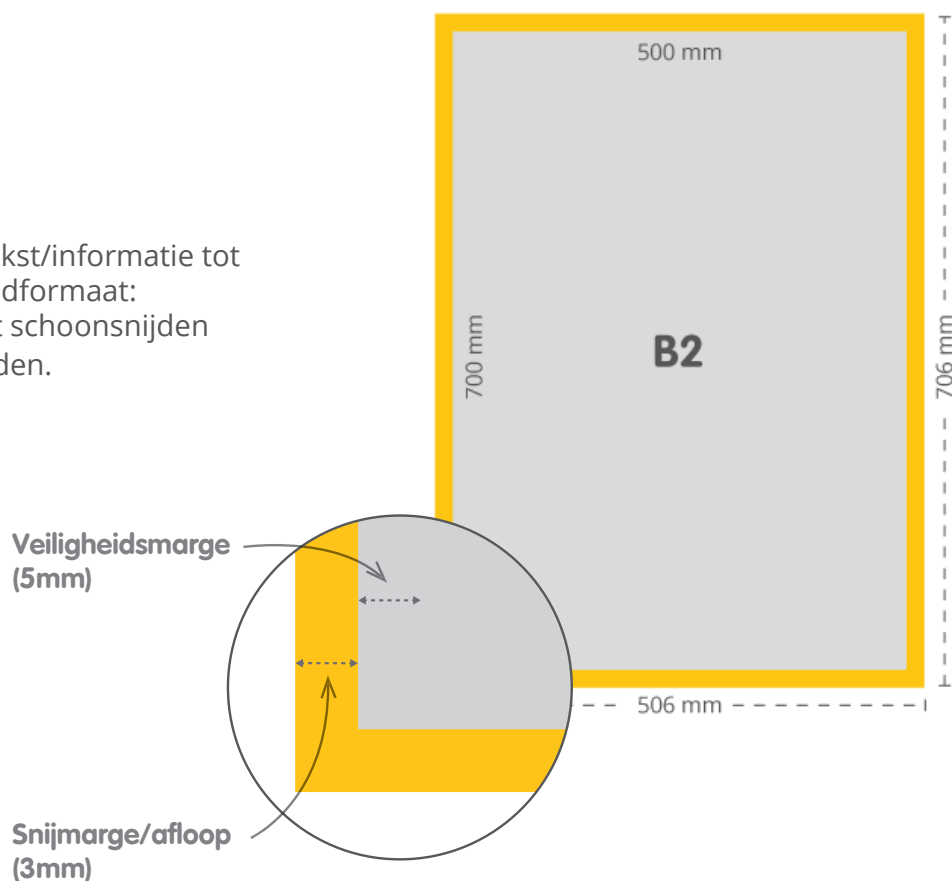 500 mm
kst/informatie tot
dformaat:
t schoonsnijden
den.
700 mm
B2
706 mm
Veiligheidsmarge
(5mm)
506 mm
Snijmarge/afloop
(3mm)